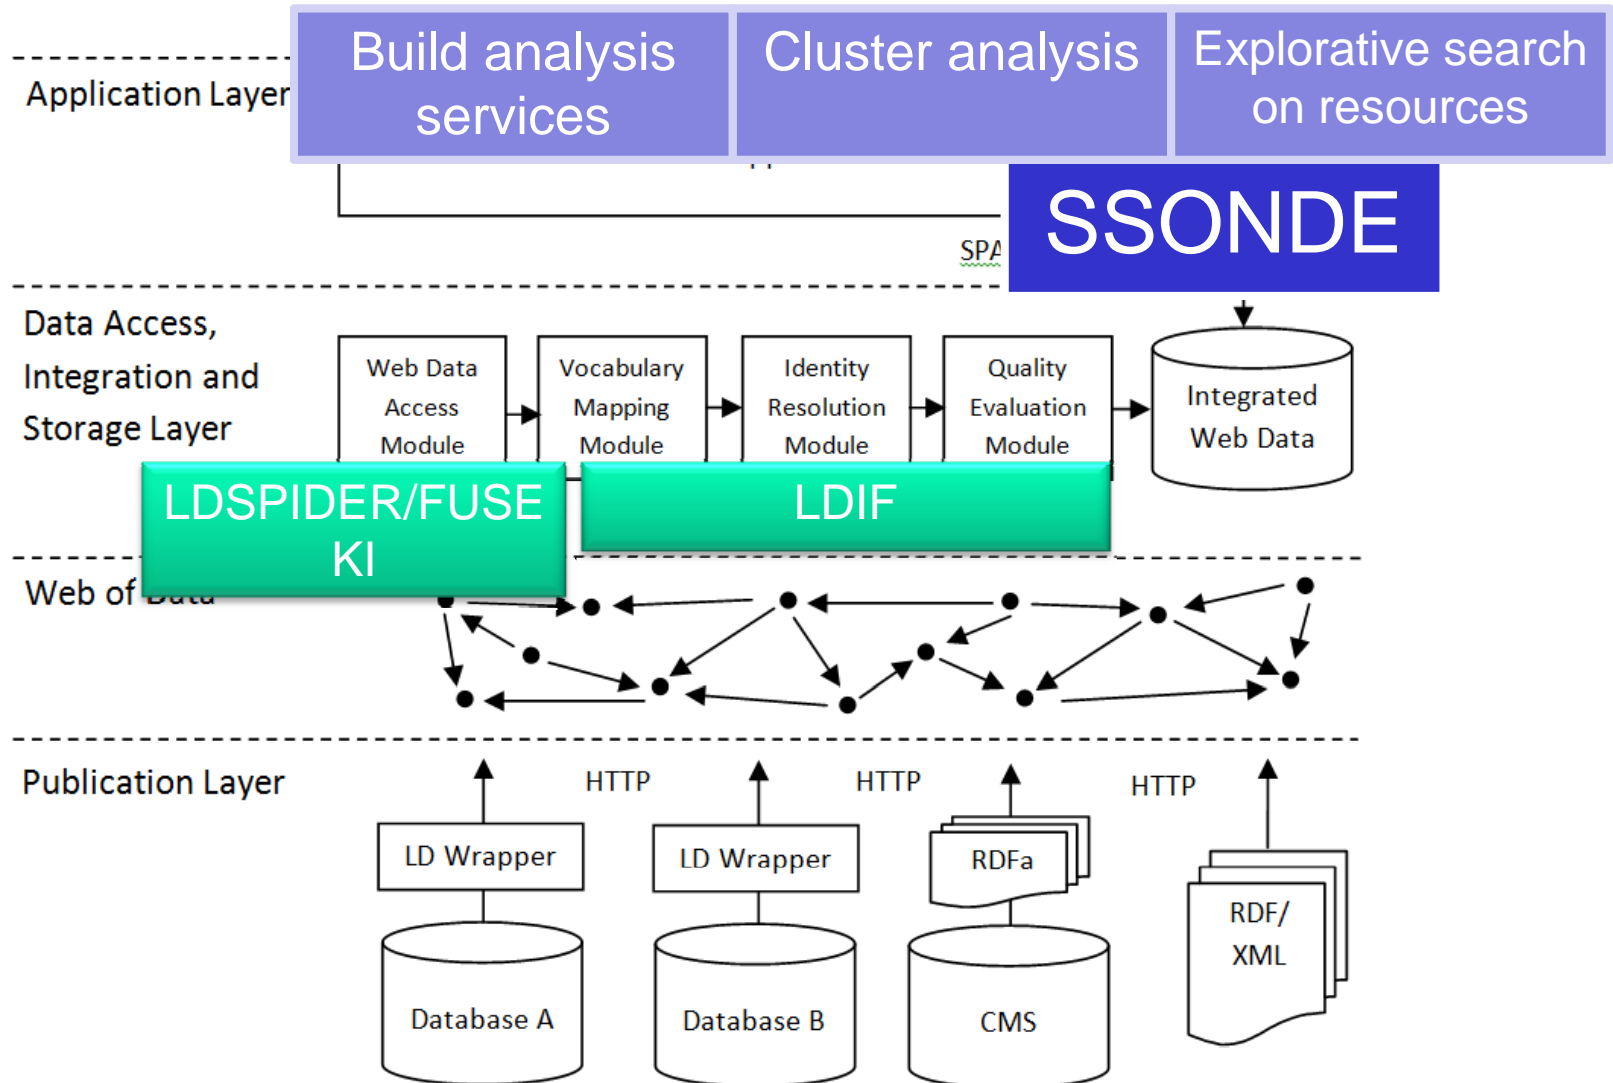 Build analysis
services
Cluster analysis
Explorative search
on resources
Application Layer
SSONDE
SPA
Data Access,
Integration and
Storage Layer
Web Data
Access
Module
Vocabulary
Mapping
Module
Identity
Resolution
Module
Quality
Evaluation
Module
Integrated
Web Data
LDSPIDER/FUSE
KI
LDIF
Web of Data
Publication Layer
HTTP
HTTP
HTTP
LD Wrapper
LD Wrapper
RDFa
RDF/
XML
Database A
Database B
CMS